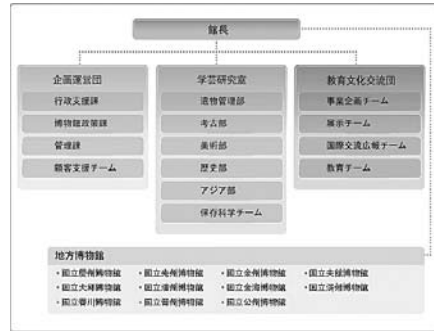 館長
企画運営団
行政支援課
博物館政策課
管理課
顧客支援チーム
学芸研究室
遺物管理部
考古部
美術部
歴史部
アジア部
保存科学チーム
教育文化交流団
事業企画チーム
展示チーム
国際交流広報チーム
教育チーム
地方博物館
・国立慶州博物館 ・国立光州博物館 ・国立全州博物館 ・国立夫餘博物館
・国立大邱博物館 ・国立清州博物館 ・国立金海博物館 ・国立済州博物館
・国立春川博物館 ・国立晋州博物館 ・国立公州博物館